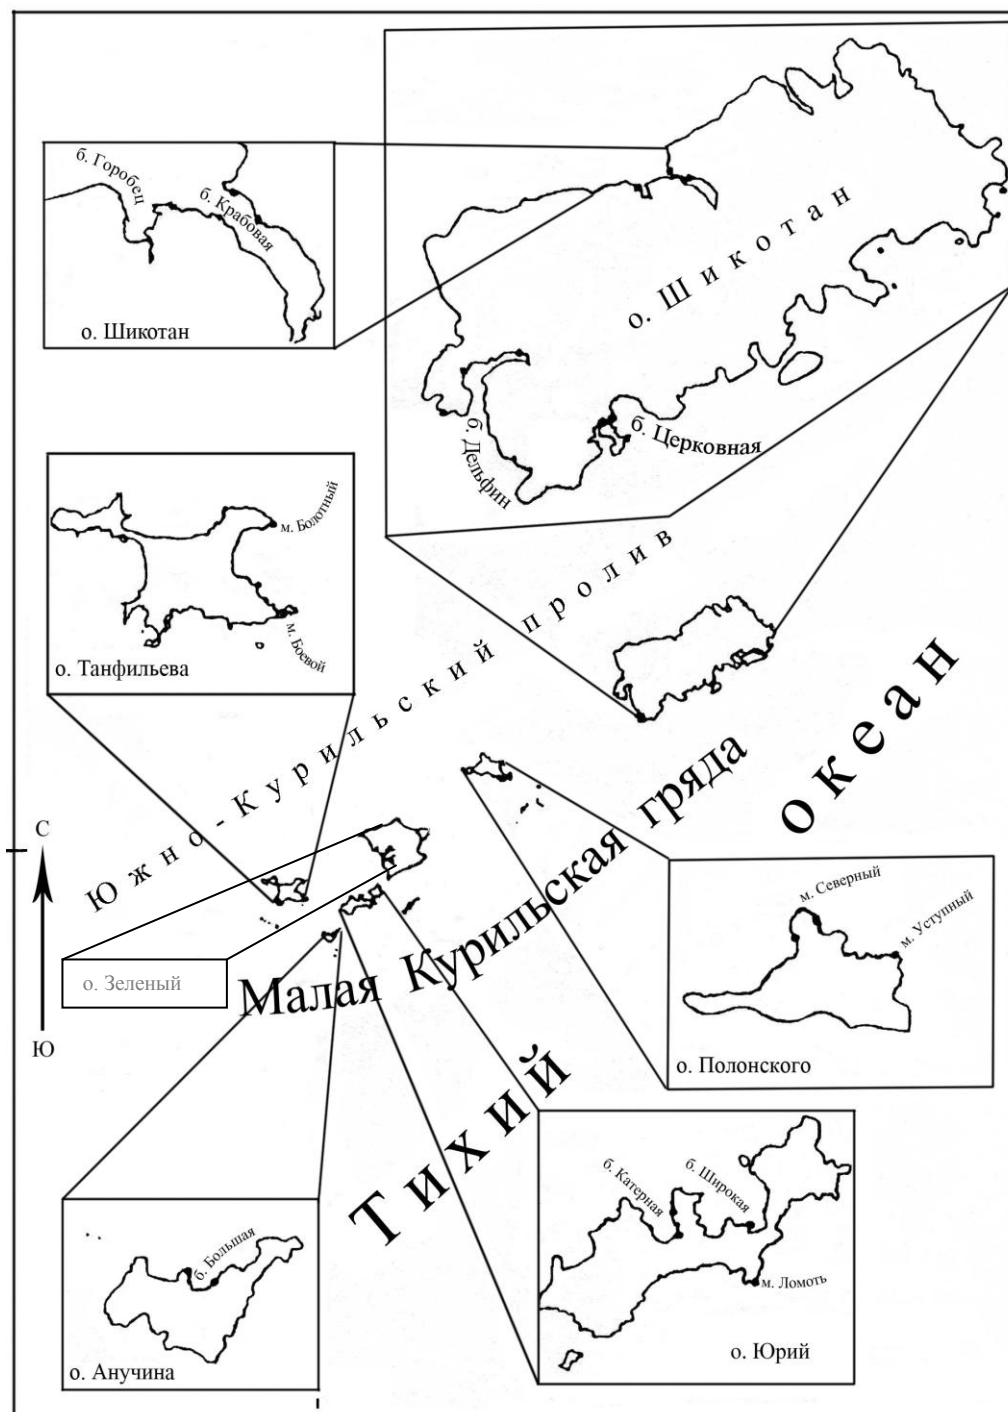 б. Горобец
б. Крабовая
о. Шикотан
о. Шикотан
б. Церковная
б. Дельфин
м. Болотный
м. Боевой
о. Танфильева
Южно-Курильский пролив
С
Ю
о. Зеленый
Малая Курильская гряда
Тихий океан
м. Северный
м. Уступный
о. Полонского
б. Большая
о. Анучина
б. Катерная
б. Широкая
м. Ломоть
о. Юрий